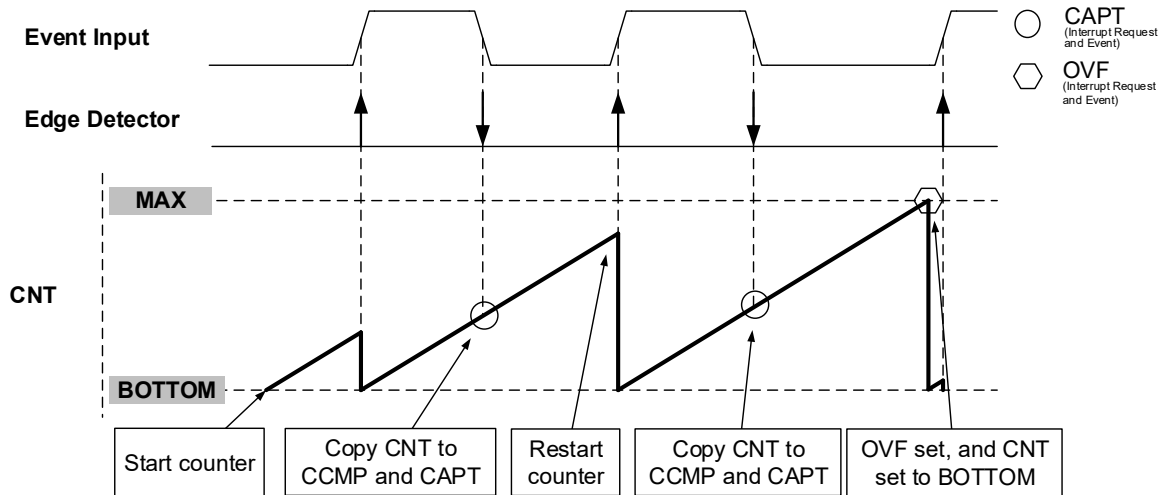 Event Input
CAPT
(Interrupt Request
and Event)
OVF
(Interrupt Request
and Event)
Edge Detector
MAX
CNT
BOTTOM
Start counter
Copy CNT to
CCMP and CAPT
Restart
counter
Copy CNT to
CCMP and CAPT
OVF set, and CNT
set to BOTTOM